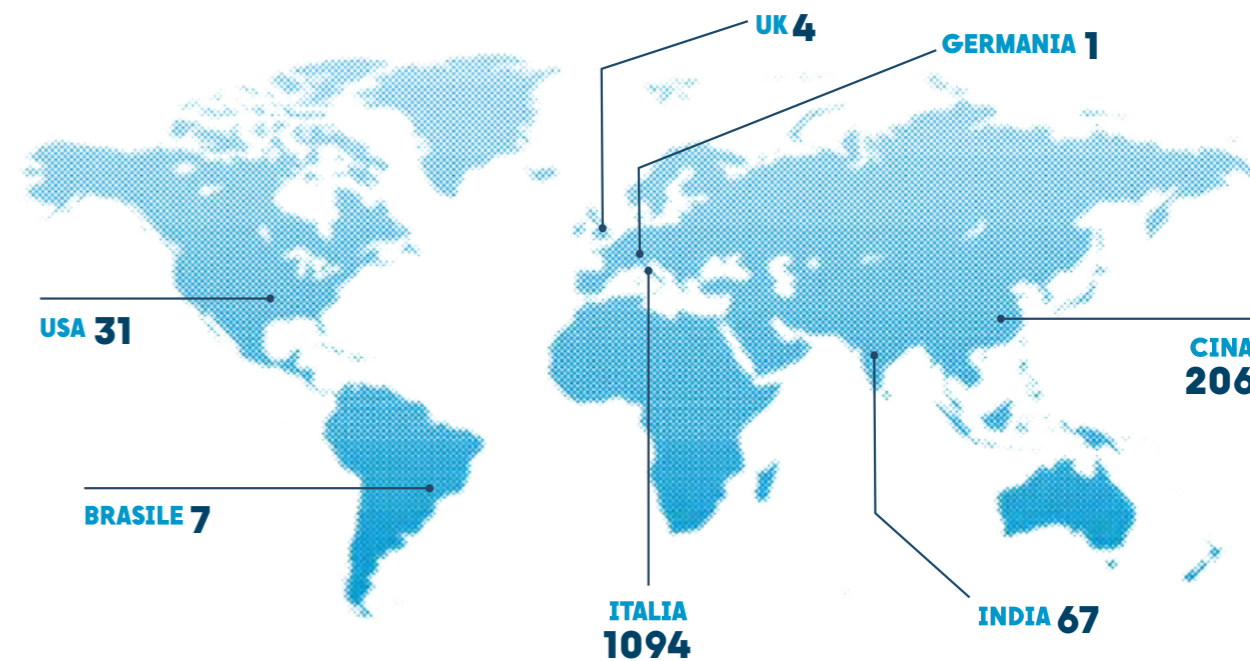 UK 4
GERMANIA 1
USA 31
CINA
206
BRASILE 7
ITALIA
1094
INDIA 67